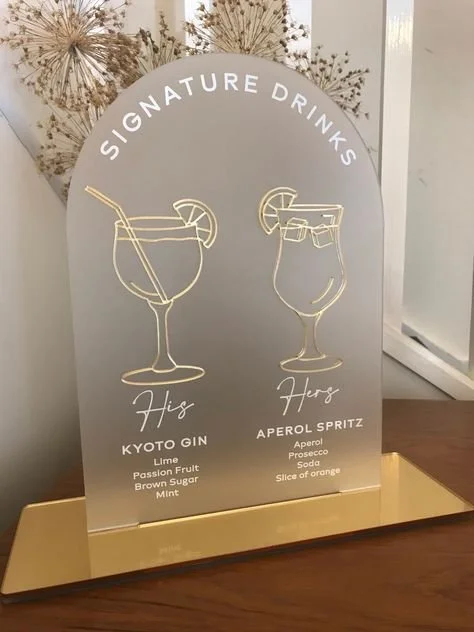 SIGNATURE DRINKS
His
KYOTO GIN
Lime
Passion Fruit
Brown Sugar
Mint
Hers
APEROL SPRITZ
Aperol
Prosecco
Soda
Slice of orange